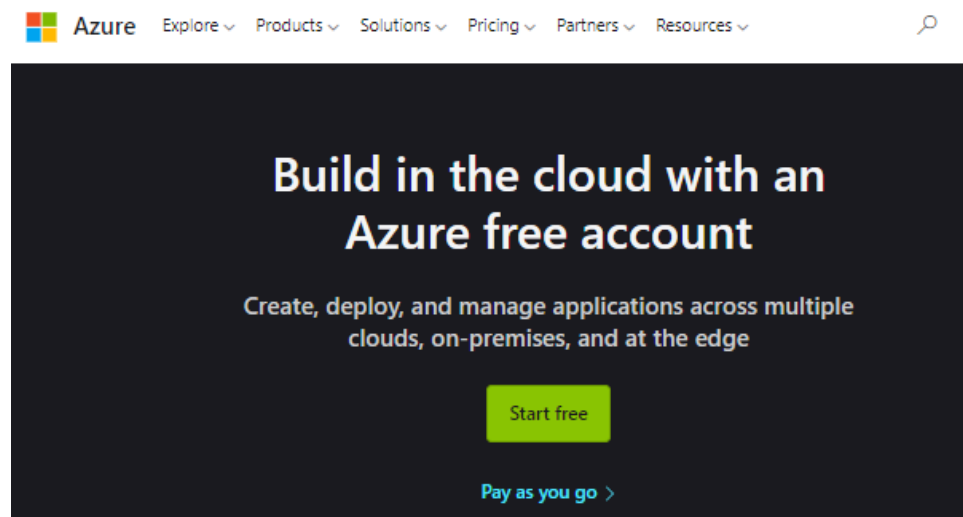 Azure Explore Products Solutions Pricing Partners Resources
Build in the cloud with an
Azure free account
Create, deploy, and manage applications across multiple
clouds, on-premises, and at the edge
Start free
Pay as you go